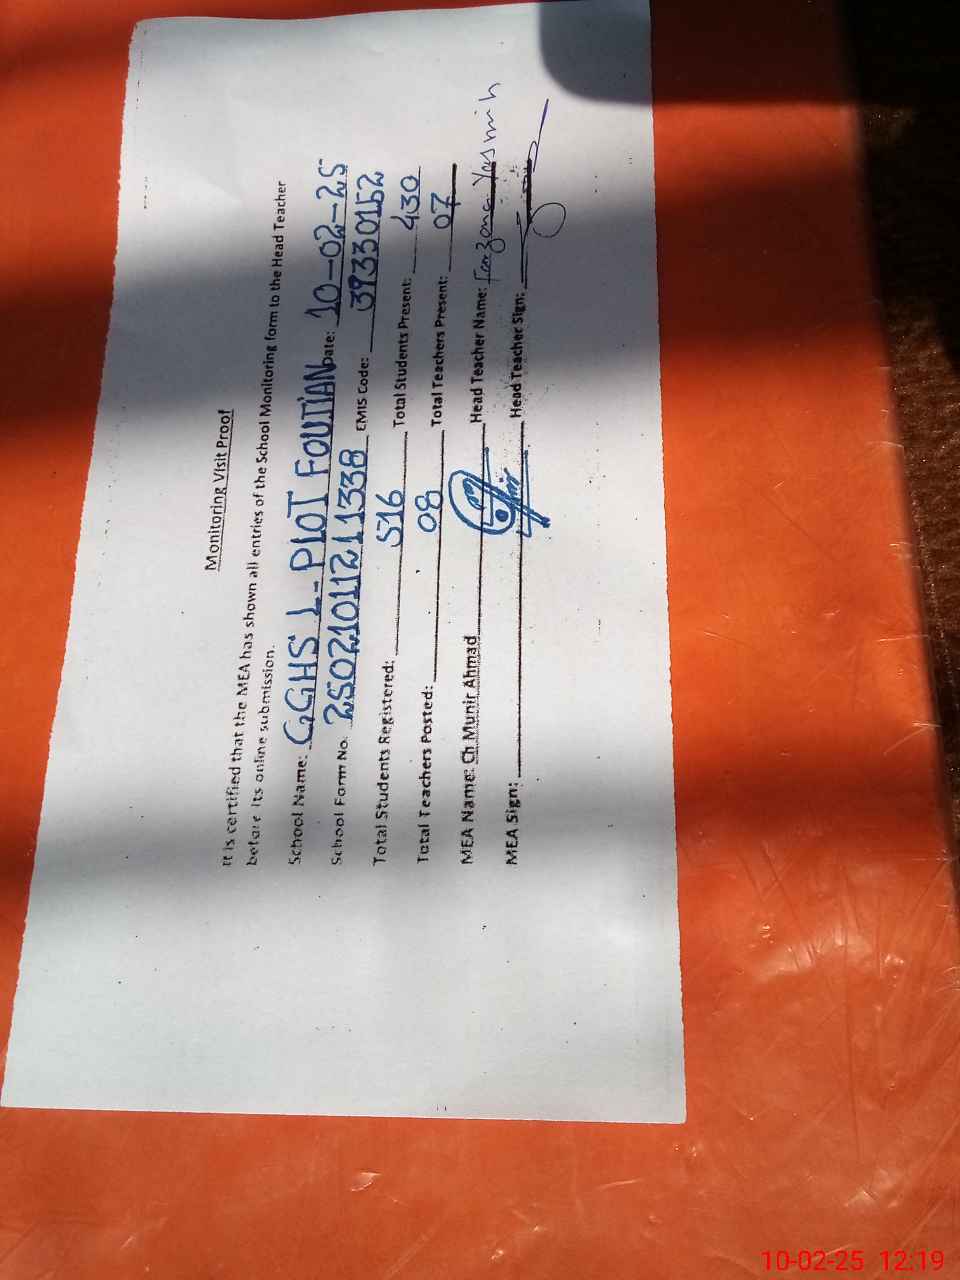 Monitoring Visit Proof
It is certified that the MEA has shown all entries of the School Monitoring form to the Head Teacher
before its online submission.
School Name: GGHS L-PLOT FOUJIAN Date: 10-02-25
School Form No. 2502101121 1338 EMIS Code: 39330152
Total Students Registered: 516 Total Students Present: 430
Total Teachers Posted: 08 Total Teachers Present: 07
MEA Name: Ch Munir Ahmad Head Teacher Name: Farzana Yasmin
MEA Sign: Head Teacher Sign:
10-02-25 12:19